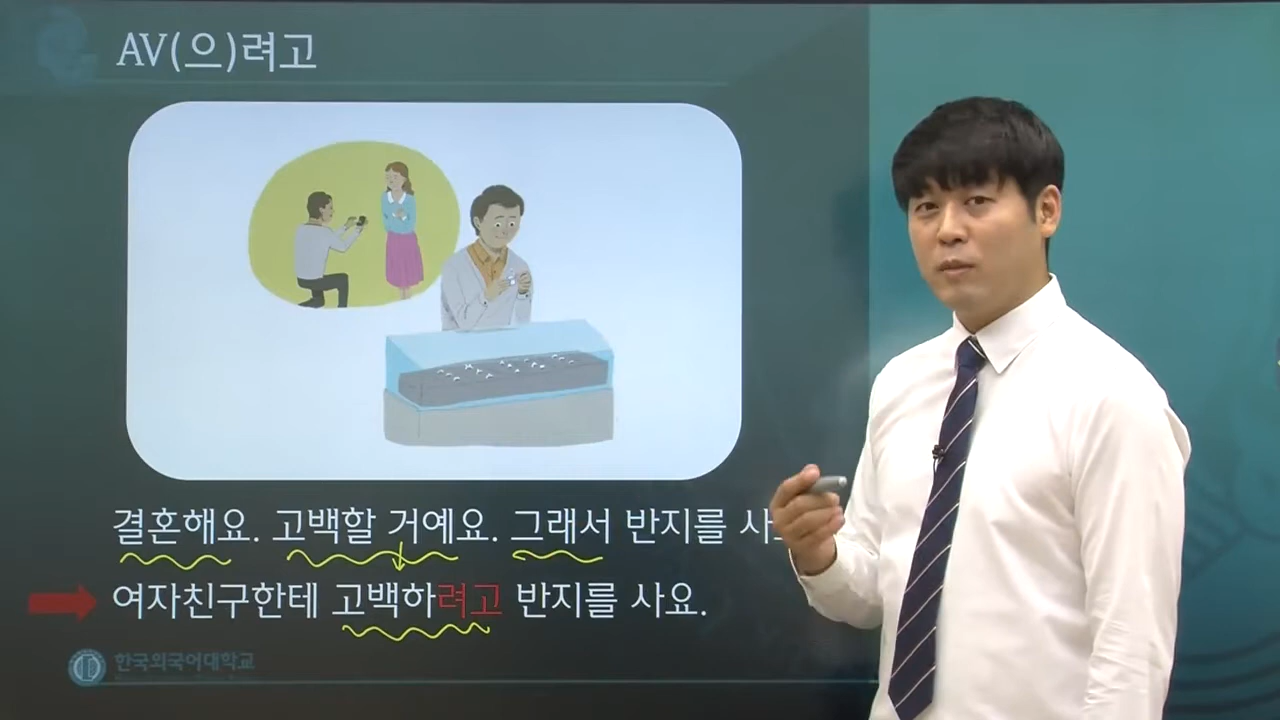 AV(으)려고
결혼해요. 고백할 거예요. 그래서 반지를
여자친구한테 고백하려고 반지를 사요.
한국외국어대학교